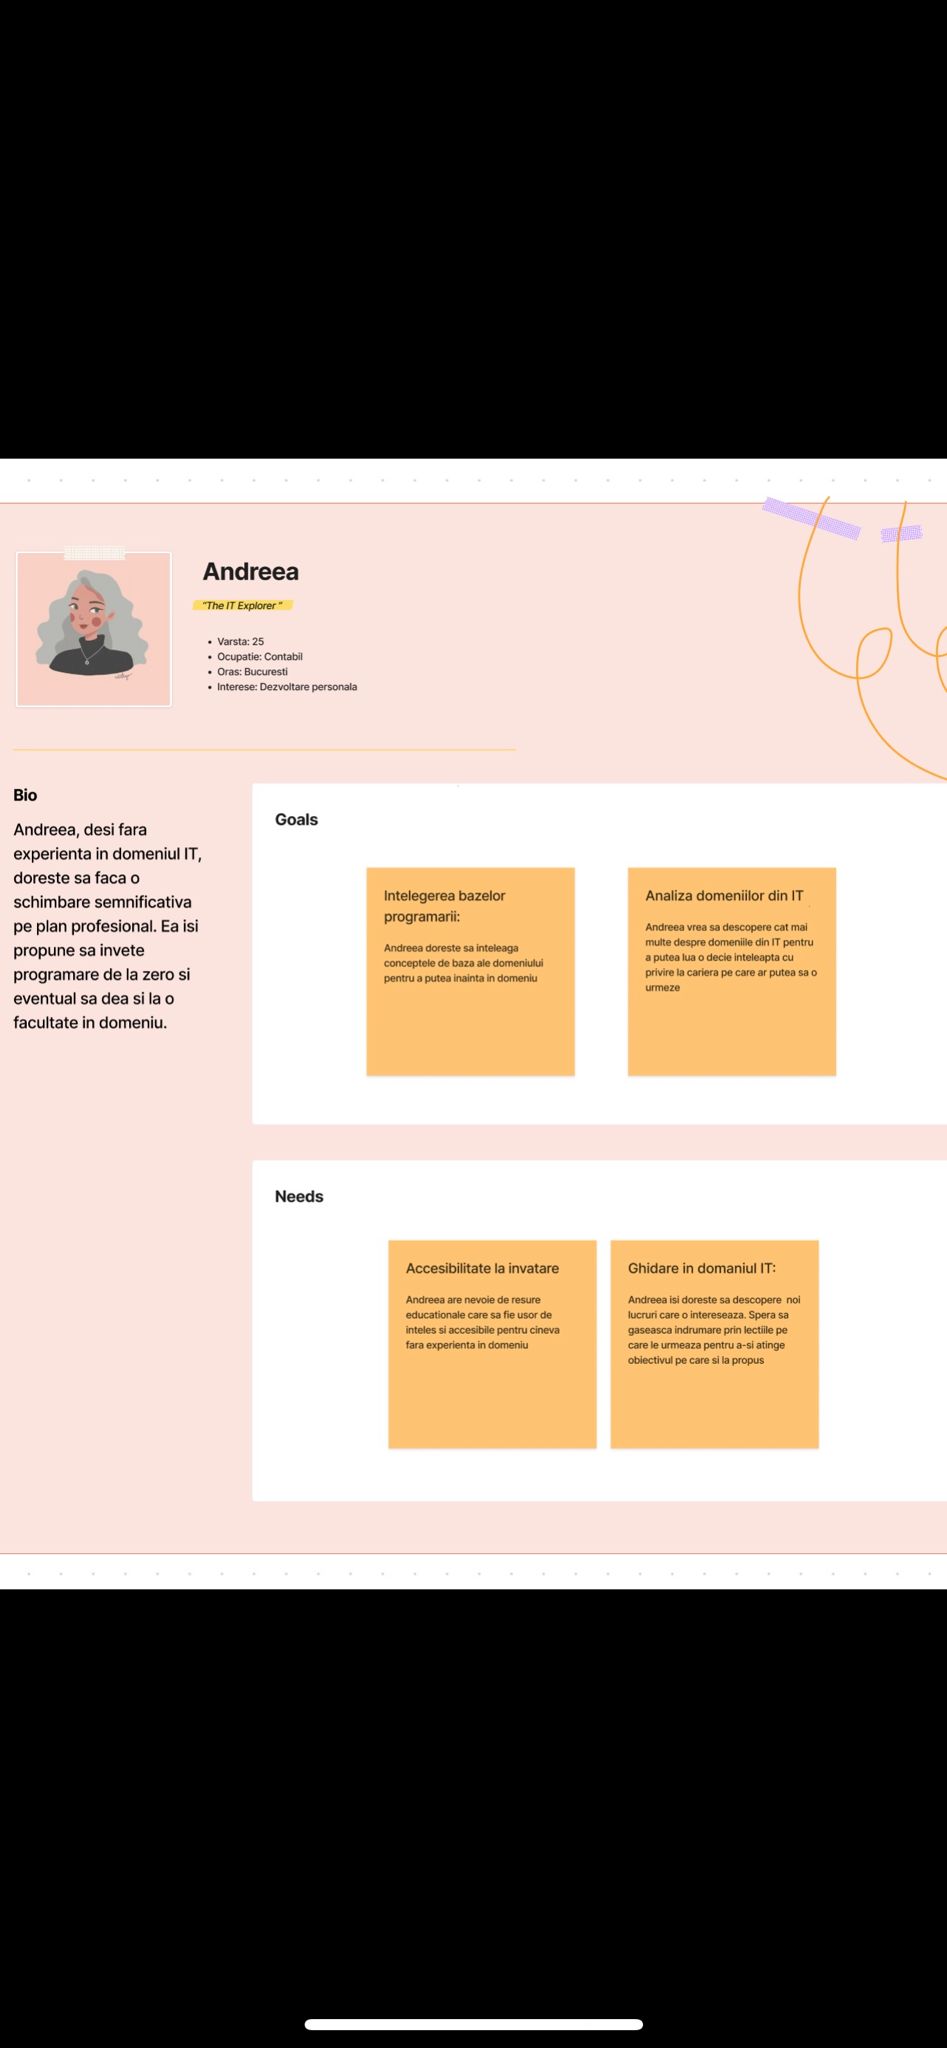 Andreea
“The IT Explorer ”
• Varsta: 25
• Ocupatie: Contabil
• Oras: Bucuresti
• Interese: Dezvoltare personala
Bio
Andreea, desi fara
experienta in domeniul IT,
doreste sa faca o
schimbare semnificativa
pe plan profesional. Ea isi
propune sa invete
programare de la zero si
eventual sa dea si la o
facultate in domeniu.
Goals
Intelegerea bazelor
programarii:
Andreea doreste sa inteleaga
conceptele de baza ale domeniului
pentru a putea inainta in domeniu
Analiza domeniilor din IT
Andreea vrea sa descopere cat mai
multe despre domeniile din IT pentru
a putea lua o decie inteleapta cu
privire la cariera pe care ar putea sa o
urmeze
Needs
Accesibilitate la invatare
Andreea are nevoie de resure
educationale care sa fie usor de
inteles si accesibile pentru cineva
fara experienta in domeniu
Ghidare in domaniul IT:
Andreea isi doreste sa descopere  noi
lucruri care o intereseaza. Spera sa
gaseasca indrumare prin lectiile pe
care le urmeaza pentru a-si atinge
obiectivul pe care si la propus